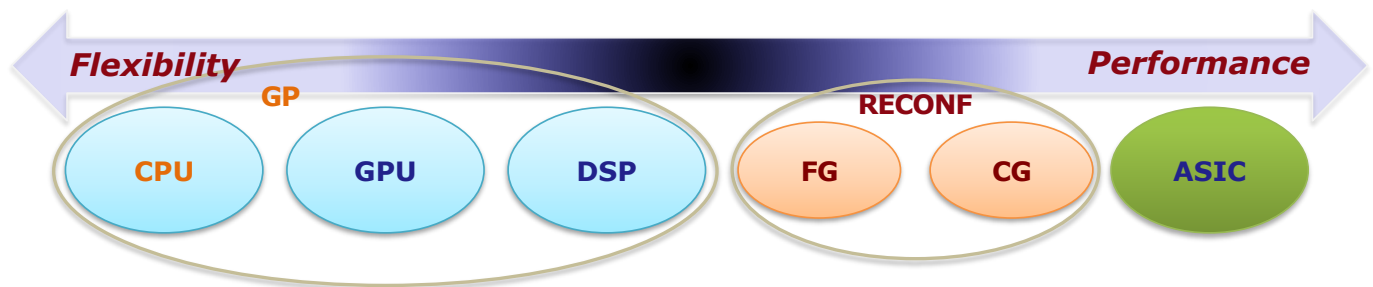 Flexibility
Performance
GP
RECONF
CPU
GPU
DSP
FG
CG
ASIC